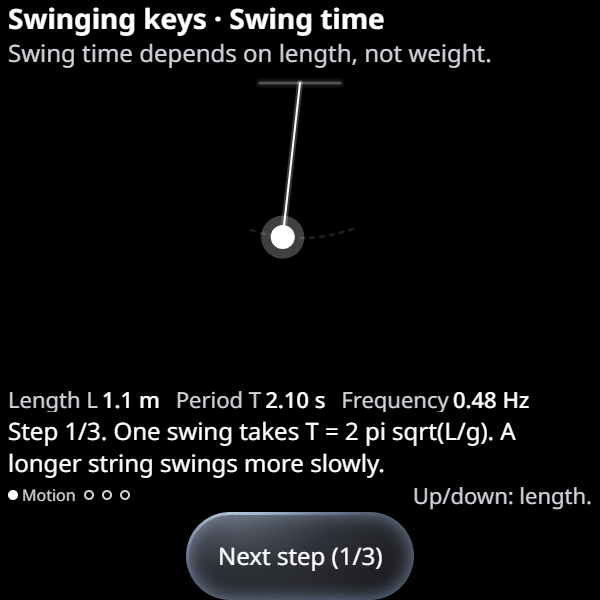 Swinging keys · Swing time
Swing time depends on length, not weight.
Length L 1.1 m Period T 2.10 s Frequency 0.48 Hz
Step 1/3. One swing takes T = 2 pi sqrt(L/g). A
longer string swings more slowly.
Motion
Up/down: length.
Next step (1/3)